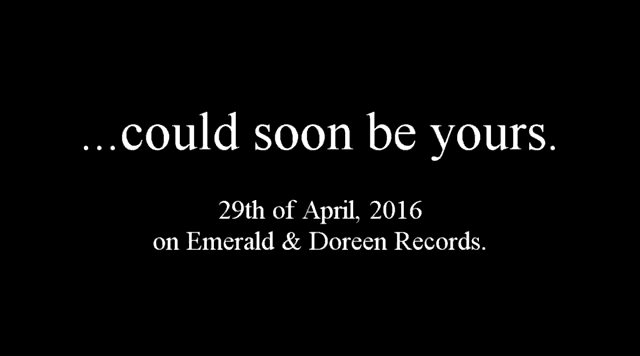 ...could soon be yours.
29th of April, 2016
on Emerald & Doreen Records.